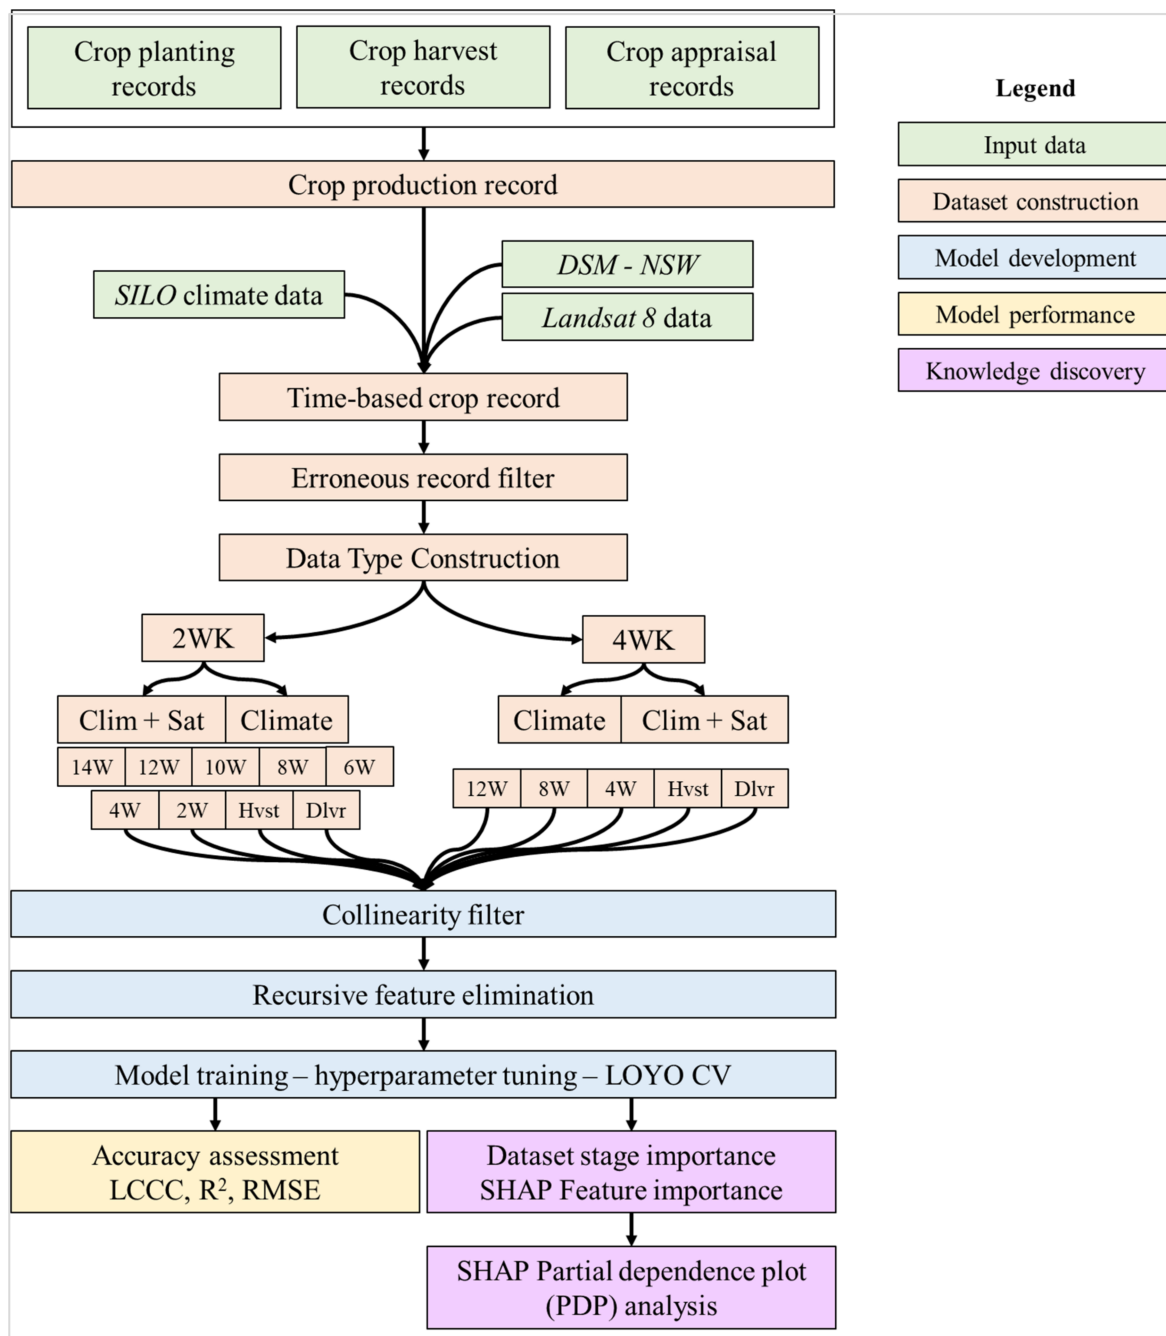 Crop planting
records
Crop harvest
records
Crop appraisal
records
Legend
Input data
Dataset construction
Model development
Model performance
Knowledge discovery
Crop production record
SILO climate data
DSM - NSW
Landsat 8 data
Time-based crop record
Erroneous record filter
Data Type Construction
2WK
4WK
Clim + Sat
Climate
Climate
Clim + Sat
14W
12W
10W
8W
6W
4W
2W
Hvst
Dlvr
12W
8W
4W
Hvst
Dlvr
Collinearity filter
Recursive feature elimination
Model training – hyperparameter tuning – LOYO CV
Accuracy assessment
LCCC, R², RMSE
Dataset stage importance
SHAP Feature importance
SHAP Partial dependence plot
(PDP) analysis